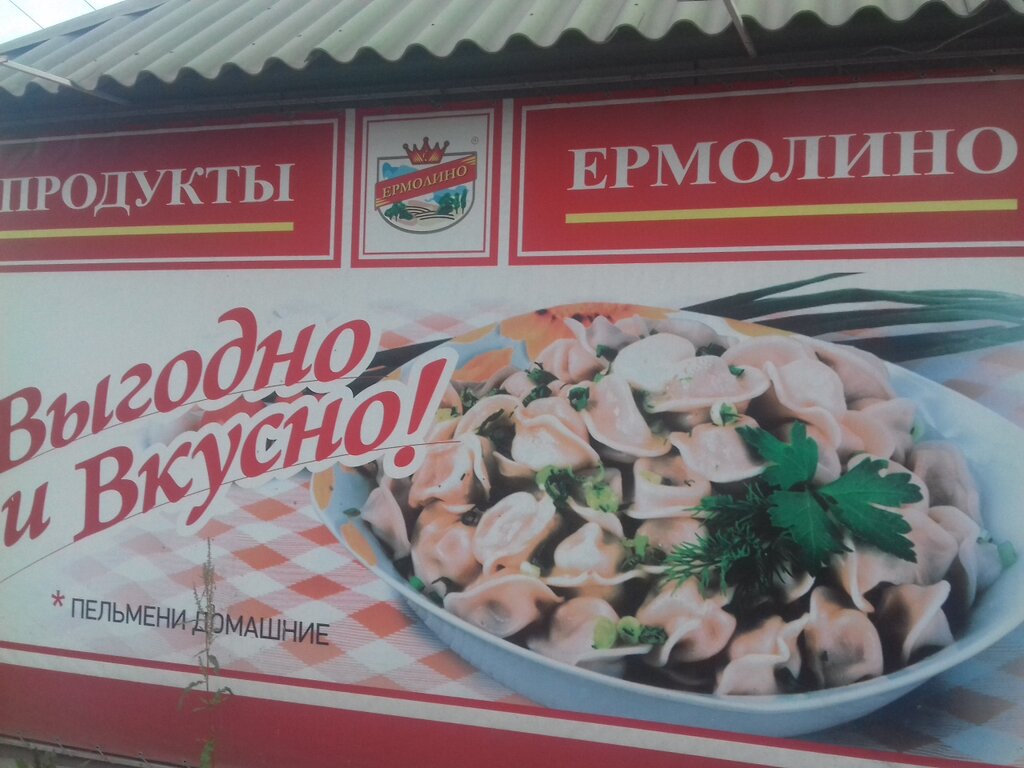 ПРОДУКТЫ
ЕРМОЛИНО
ЕРМОЛИНО
Выгодно
и Вкусно!
* ПЕЛЬМЕНИ ДОМАШНИЕ